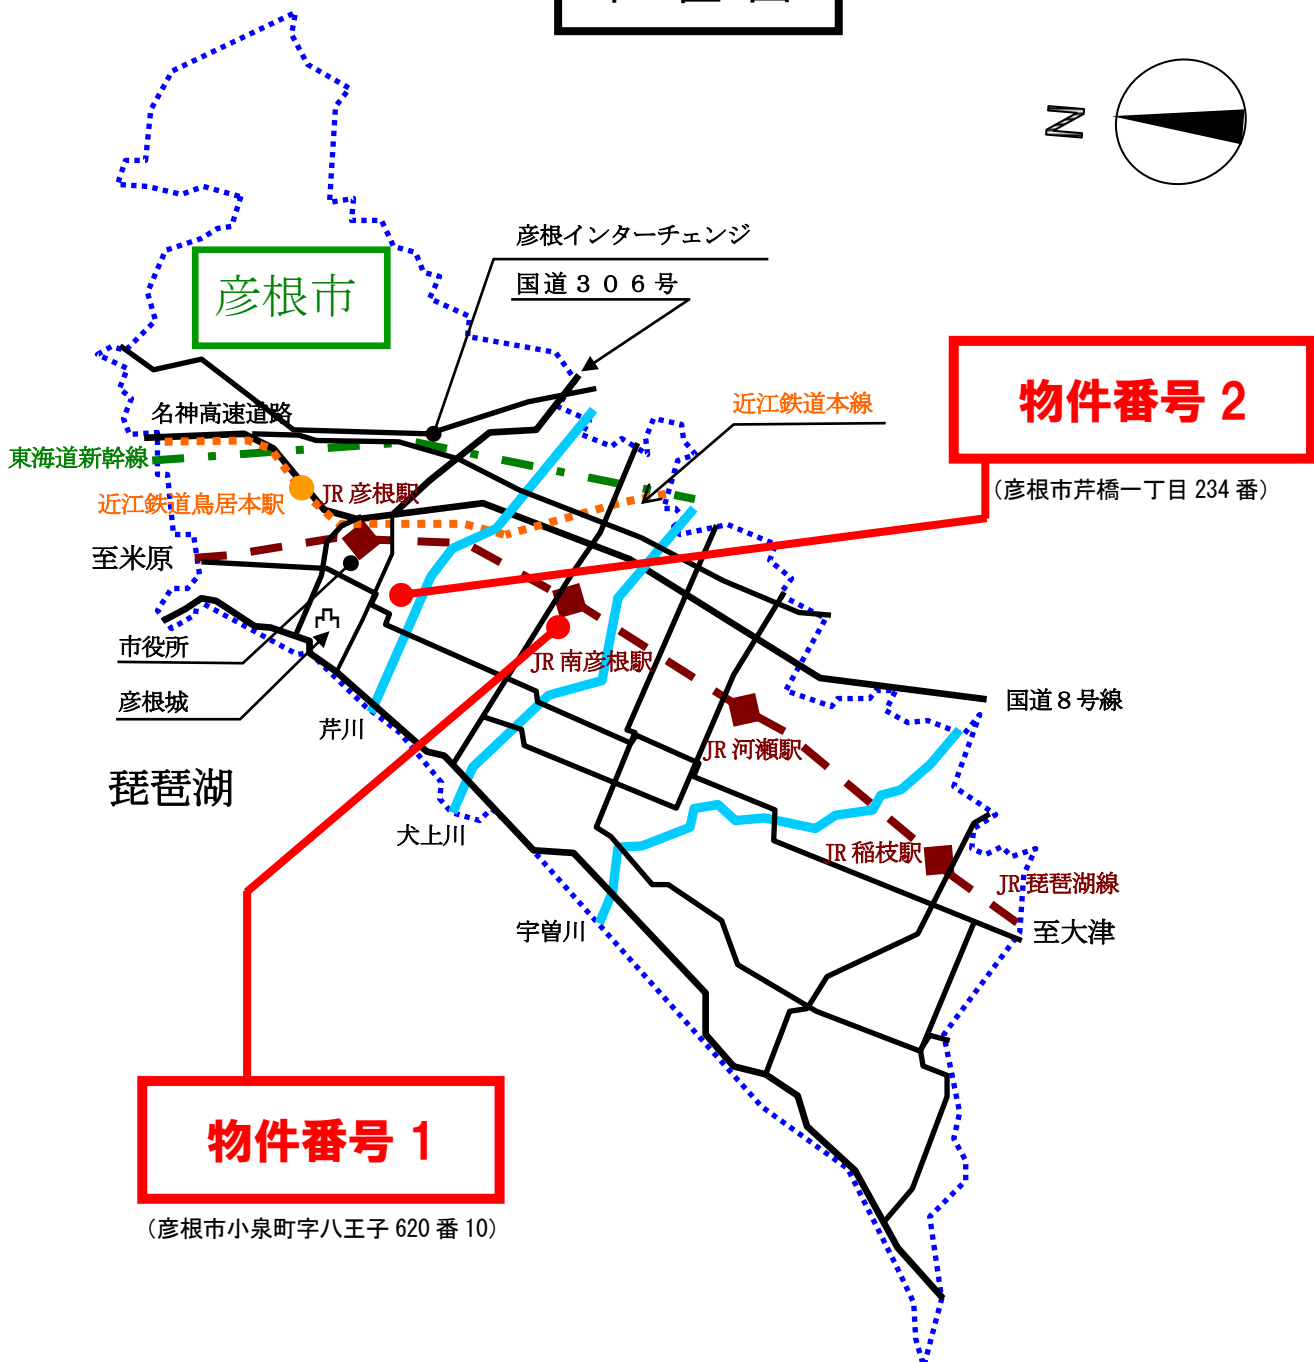 彦根インターチェンジ
国道３０６号
彦根市
物件番号 2
(彦根市芹橋一丁目 234 番)
近江鉄道本線
名神高速道路
東海道新幹線
JR 彦根駅
近江鉄道鳥居本駅
至米原
市役所
彦根城
JR 南彦根駅
国道８号線
芹川
JR 河瀬駅
琵琶湖
犬上川
JR 稲枝駅
JR 琵琶湖線
宇曽川
至大津
物件番号 1
(彦根市小泉町字八王子 620 番 10)
N